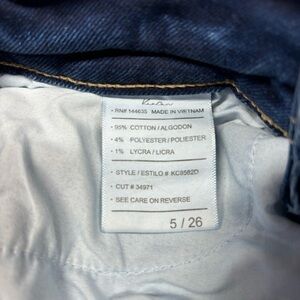 • RN# 144635 MADE IN VIETNAM
• 95% COTTON / ALGODON
• 4% POLYESTER / POLIESTER
• 1% LYCRA / LICRA
• STYLE / ESTILO # KC8582D
• CUT # 34971
• SEE CARE ON REVERSE
5 / 26